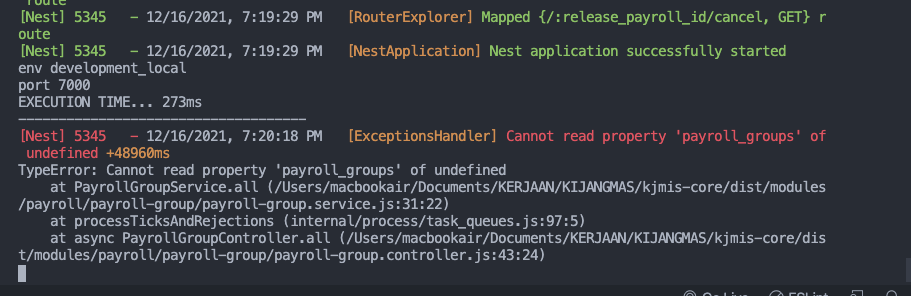 route
[Nest] 5345   - 12/16/2021, 7:19:29 PM   [RouterExplorer] Mapped {/:release_payroll_id/cancel, GET} r
oute
[Nest] 5345   - 12/16/2021, 7:19:29 PM   [NestApplication] Nest application successfully started
env development_local
port 7000
EXECUTION TIME... 273ms
------------------------------------
[Nest] 5345   - 12/16/2021, 7:20:18 PM   [ExceptionsHandler] Cannot read property 'payroll_groups' of
 undefined +48960ms
TypeError: Cannot read property 'payroll_groups' of undefined
    at PayrollGroupService.all (/Users/macbookair/Documents/KERJAAN/KIJANGMAS/kjmis-core/dist/modules
/payroll/payroll-group/payroll-group.service.js:31:22)
    at processTicksAndRejections (internal/process/task_queues.js:97:5)
    at async PayrollGroupController.all (/Users/macbookair/Documents/KERJAAN/KIJANGMAS/kjmis-core/dis
t/modules/payroll/payroll-group/payroll-group.controller.js:43:24)
Go Live ESLint